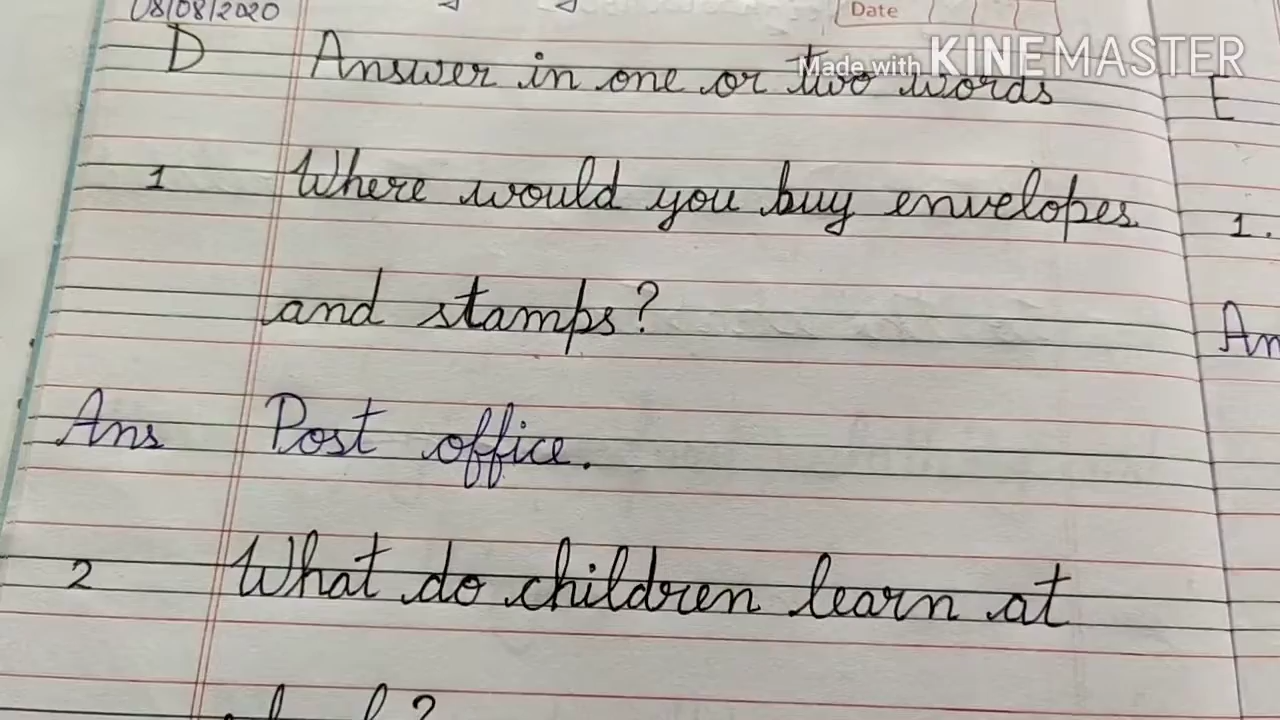 08/08/2020
Date
Made with KINEMASTER
D Answer in one or two words
E
1 Where would you buy envelopes
1.
and stamps?
An
Ans Post office.
2 What do children learn at